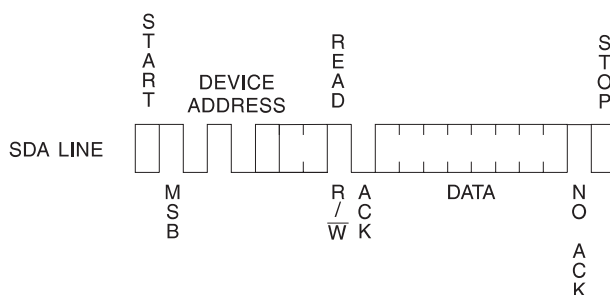 START
DEVICE
ADDRESS
READ
STOP
SDA LINE
MSB
R/W
ACK
DATA
NO ACK